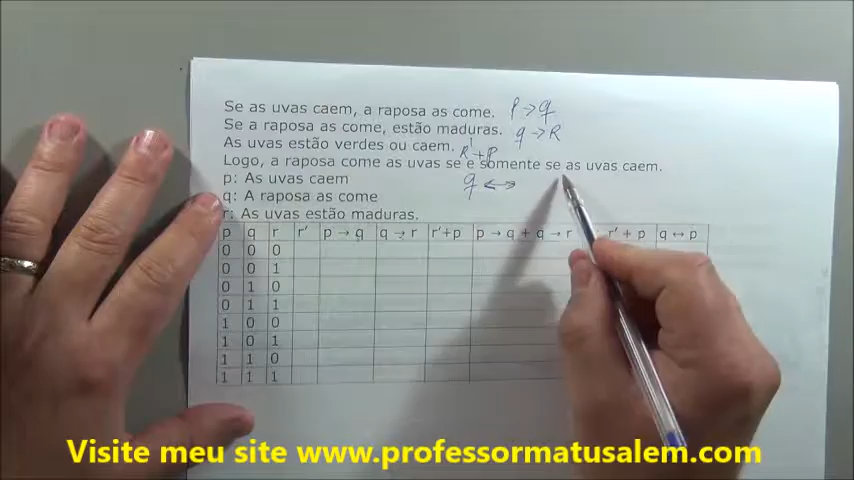 Se as uvas caem, a raposa as come. p→q
Se a raposa as come, estão maduras. q→R
As uvas estão verdes ou caem. R'+P
Logo, a raposa come as uvas se e somente se as uvas caem.
p: As uvas caem q↔
q: A raposa as come
r: As uvas estão maduras.
p q r r' p → q q → r r'+p p → q + q → r r' + p q ↔ p
0 0 0
0 0 1
0 1 0
0 1 1
1 0 0
1 0 1
1 1 0
1 1 1
Visite meu site www.professormatusalem.com